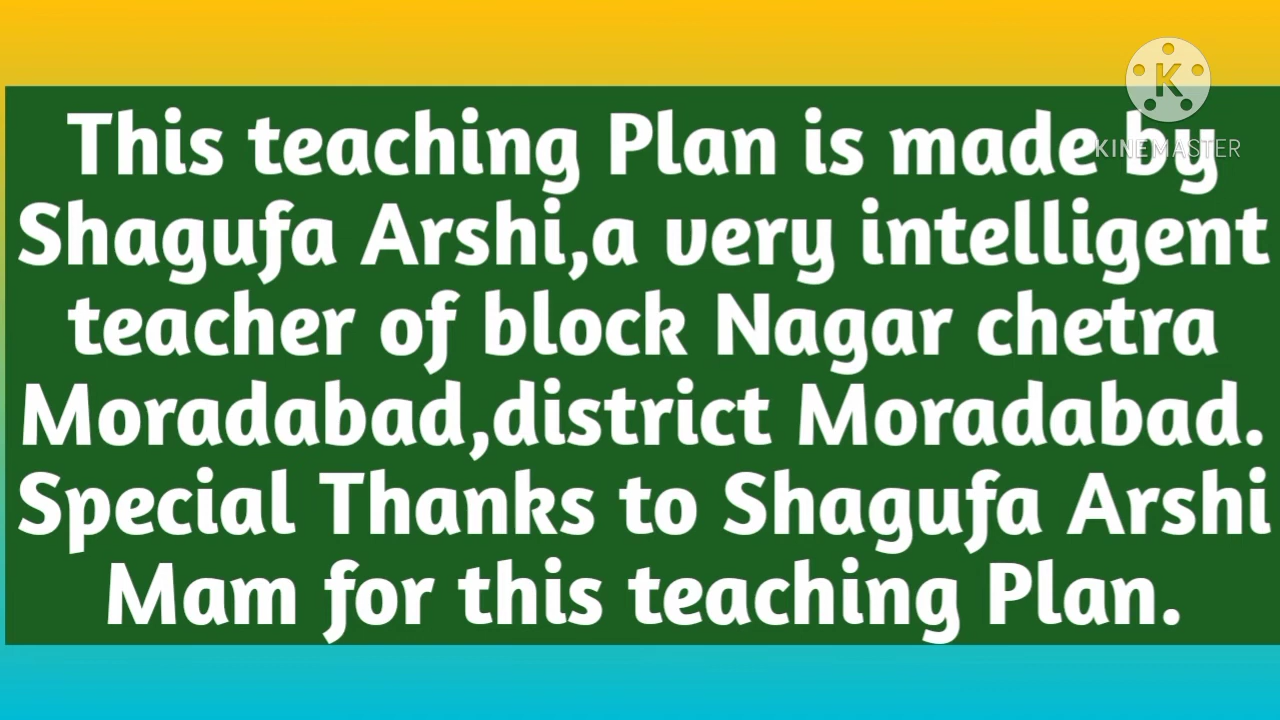 K
KINEMASTER
This teaching Plan is made by
Shagufa Arshi,a very intelligent
teacher of block Nagar chetra
Moradabad,district Moradabad.
Special Thanks to Shagufa Arshi
Mam for this teaching Plan.